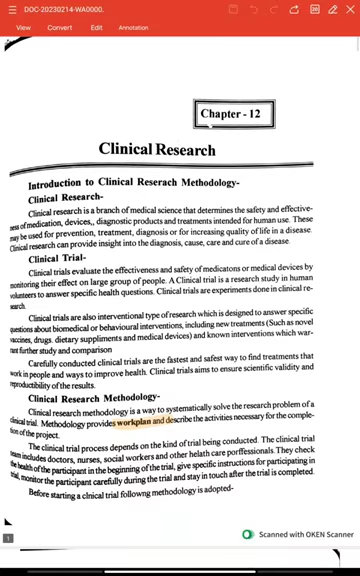 DOC-20230214-WA0000.
View Convert Edit Annotation
Chapter - 12
Clinical Research
Introduction to Clinical Reserach Methodology-
Clinical Research-
Clinical research is a branch of medical science that determines the safety and effective-
ness of medication, devices,, diagnostic products and treatments intended for human use. These
may be used for prevention, treatment, diagnosis or for increasing quality of life in a disease.
Clinical research can provide insight into the diagnosis, cause, care and cure of a disease.
Clinical Trial-
Clinical trials evaluate the effectiveness and safety of medicatons or medical devices by
monitoring their effect on large group of people. A Clinical trial is a research study in human
volunteers to answer specific health questions. Clinical trials are experiments done in clinical re-
search.
Clinical trials are also interventional type of research which is designed to answer specific
questions about biomedical or behavioural interventions, including new treatments (Such as novel
vaccines, drugs. dietary suppliements and medical devices) and known interventions which war-
rant further study and comparison
Carefully conducted clinical trials are the fastest and safest way to find treatments that
work in people and ways to improve health. Clinical trials aims to ensure scientific validity and
reproductibility of the results.
Clinical Research Methodology-
Clinical research methodology is a way to systematically solve the research problem of a
clinical trial. Methodology provides workplan and describe the activities necessary for the comple-
tion of the project.
The clinical trial process depends on the kind of trial being conducted. The clinical trial
team includes doctors, nurses, social workers and other helath care porffessionals. They check
the health of the participant in the beginning of the trial, give specific instructions for participating in
trial, monitor the participant carefully during the trial and stay in touch after the trial is completed.
Before starting a clnical trial followng methodology is adopted-
1
Scanned with OKEN Scanner